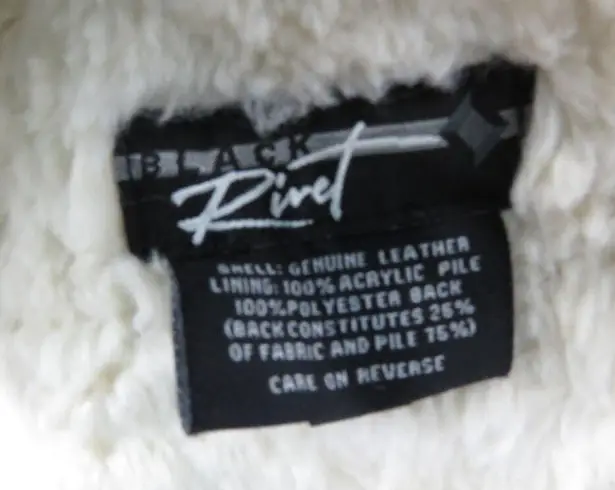 BLACK
Rivet
SHELL: GENUINE LEATHER
LINING: 100% ACRYLIC PILE
100% POLYESTER BACK
(BACK CONSTITUTES 25%
OF FABRIC AND PILE 75%)
CARE ON REVERSE